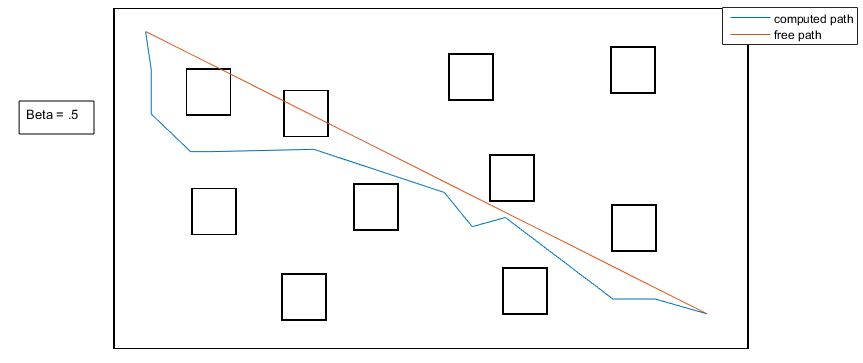 computed path
free path
Beta = .5